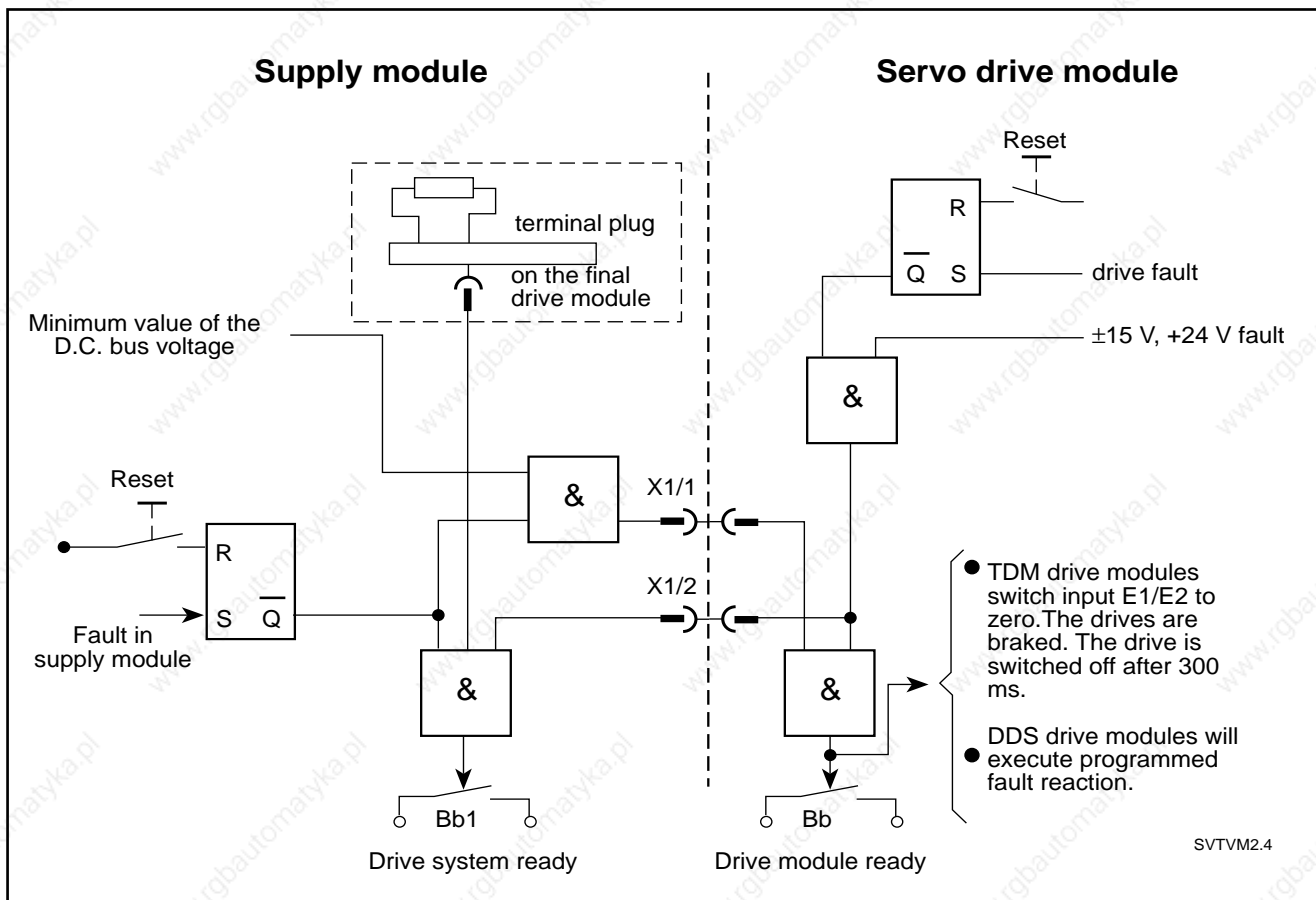 Supply module
Servo drive module
Reset
R
Q
S
drive fault
±15 V, +24 V fault
&
terminal plug
on the final
drive module
Minimum value of the
D.C. bus voltage
Reset
R
S
Q
Fault in
supply module
&
X1/1
X1/2
&
&
Bb1
Drive system ready
Bb
Drive module ready
TDM drive modules
switch input E1/E2 to
zero.The drives are
braked. The drive is
switched off after 300
ms.
DDS drive modules will
execute programmed
fault reaction.
SVTVM2.4
www.rgbautomatyka.pl